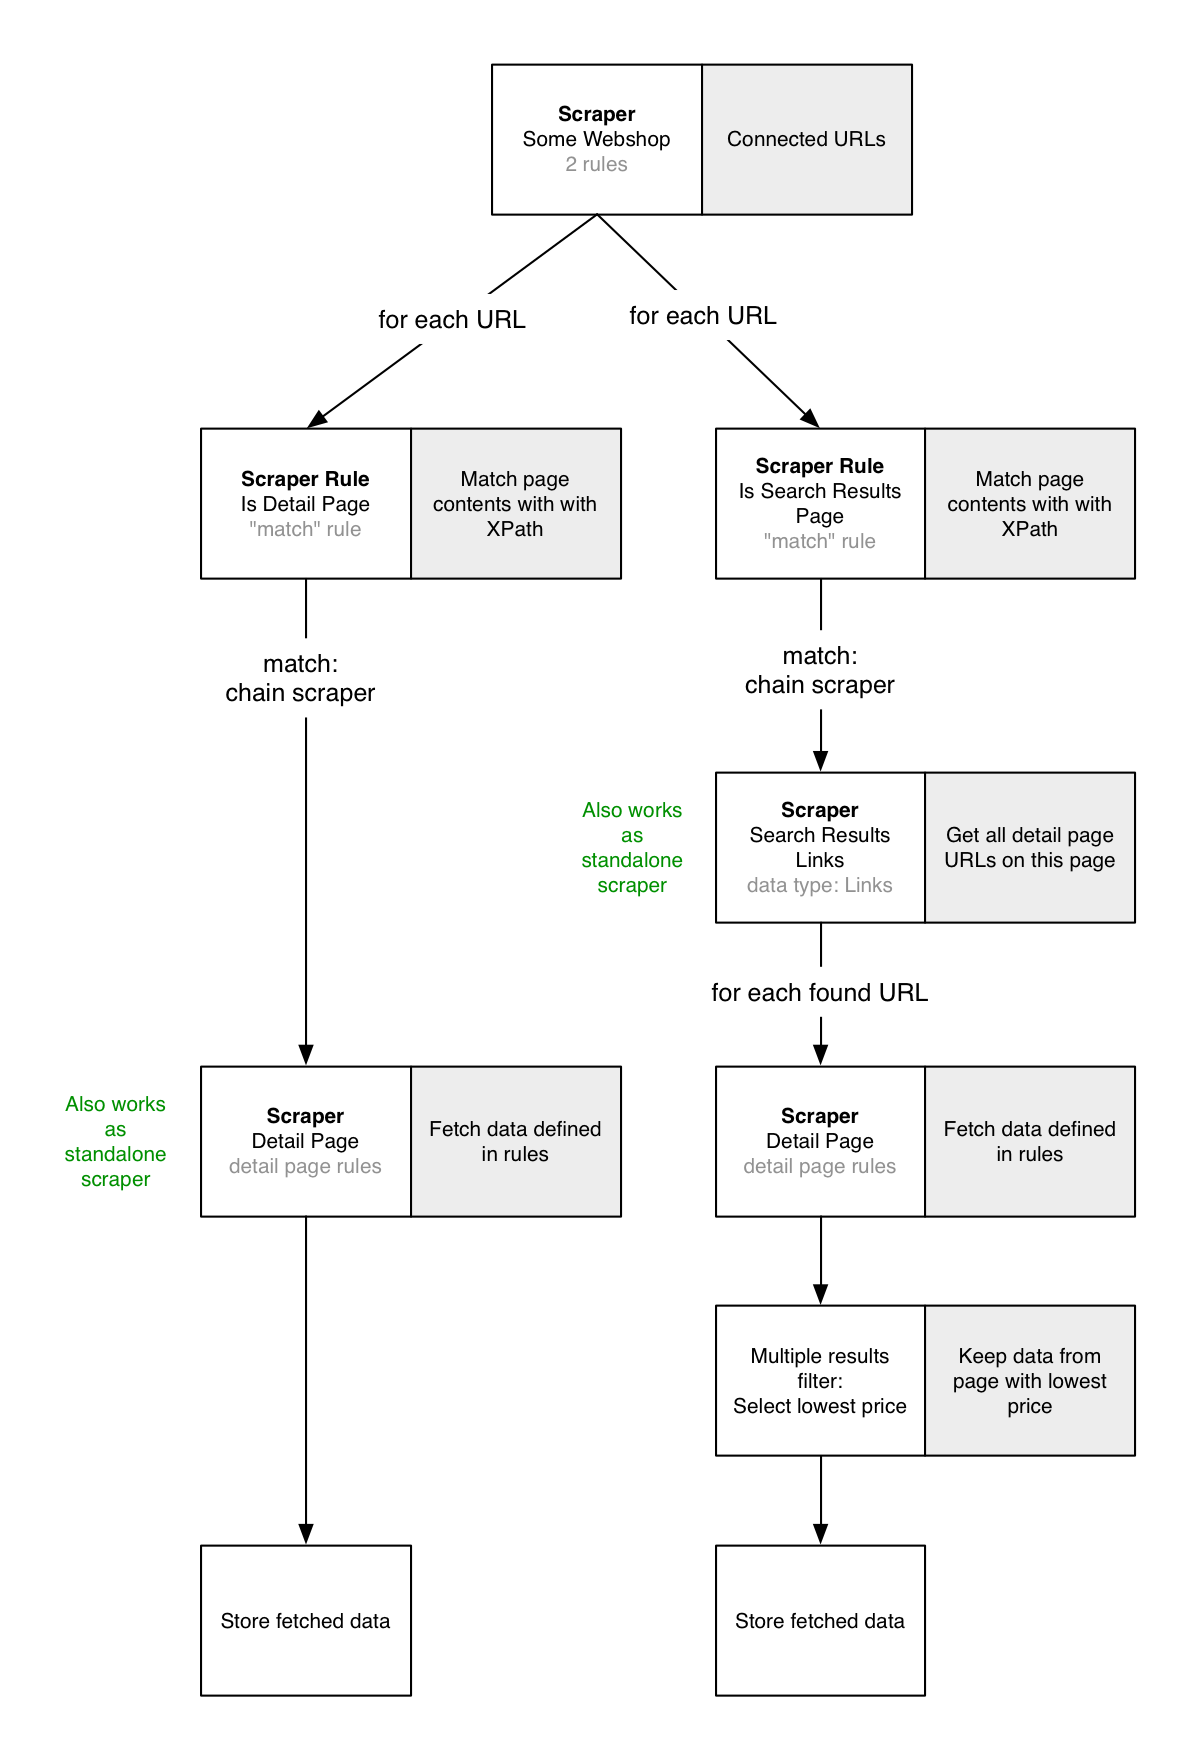 Scraper
Some Webshop
2 rules
Connected URLs
for each URL
for each URL
Scraper Rule
Is Detail Page
"match" rule
Match page
contents with with
XPath
Scraper Rule
Is Search Results
Page
"match" rule
Match page
contents with with
XPath
match:
chain scraper
match:
chain scraper
Also works
as
standalone
scraper
Scraper
Search Results
Links
data type: Links
Get all detail page
URLs on this page
for each found URL
Also works
as
standalone
scraper
Scraper
Detail Page
detail page rules
Fetch data defined
in rules
Scraper
Detail Page
detail page rules
Fetch data defined
in rules
Multiple results
filter:
Select lowest price
Keep data from
page with lowest
price
Store fetched data
Store fetched data